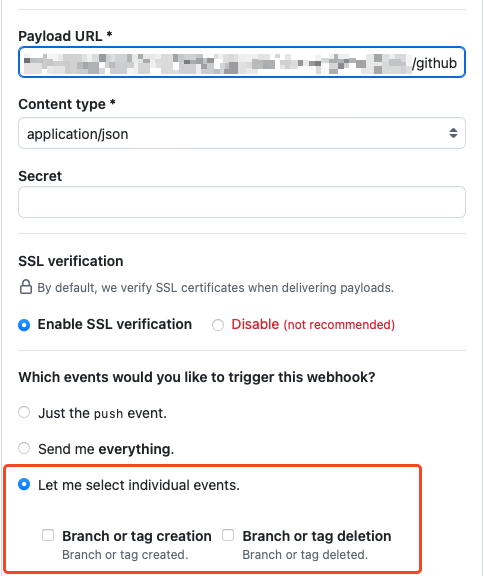 Payload URL *
/github
Content type *
application/json
Secret
SSL verification
By default, we verify SSL certificates when delivering payloads.
Enable SSL verification Disable (not recommended)
Which events would you like to trigger this webhook?
Just the push event.
Send me everything.
Let me select individual events.
Branch or tag creation Branch or tag deletion
Branch or tag created. Branch or tag deleted.